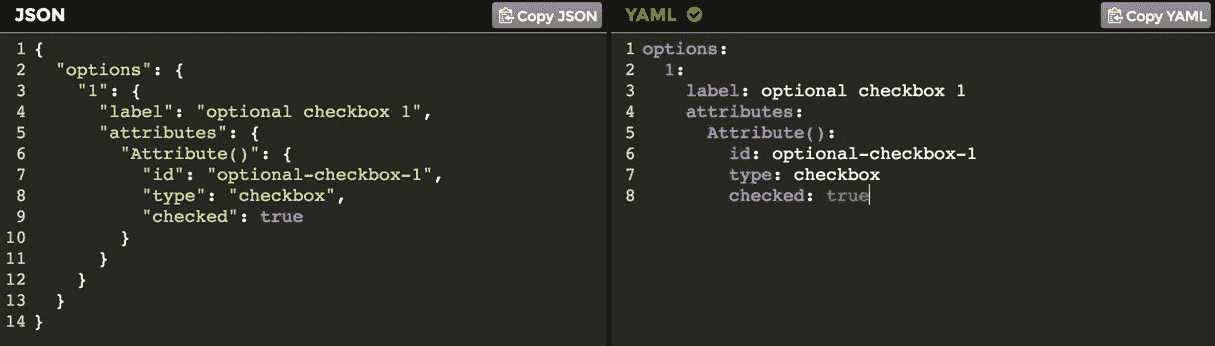 JSON
Copy JSON
1 {
2   "options": {
3     "1": {
4       "label": "optional checkbox 1",
5       "attributes": {
6         "Attribute()": {
7           "id": "optional-checkbox-1",
8           "type": "checkbox",
9           "checked": true
10         }
11       }
12     }
13   }
14 }
YAML
Copy YAML
1 options:
2   1:
3     label: optional checkbox 1
4     attributes:
5       Attribute():
6         id: optional-checkbox-1
7         type: checkbox
8         checked: true